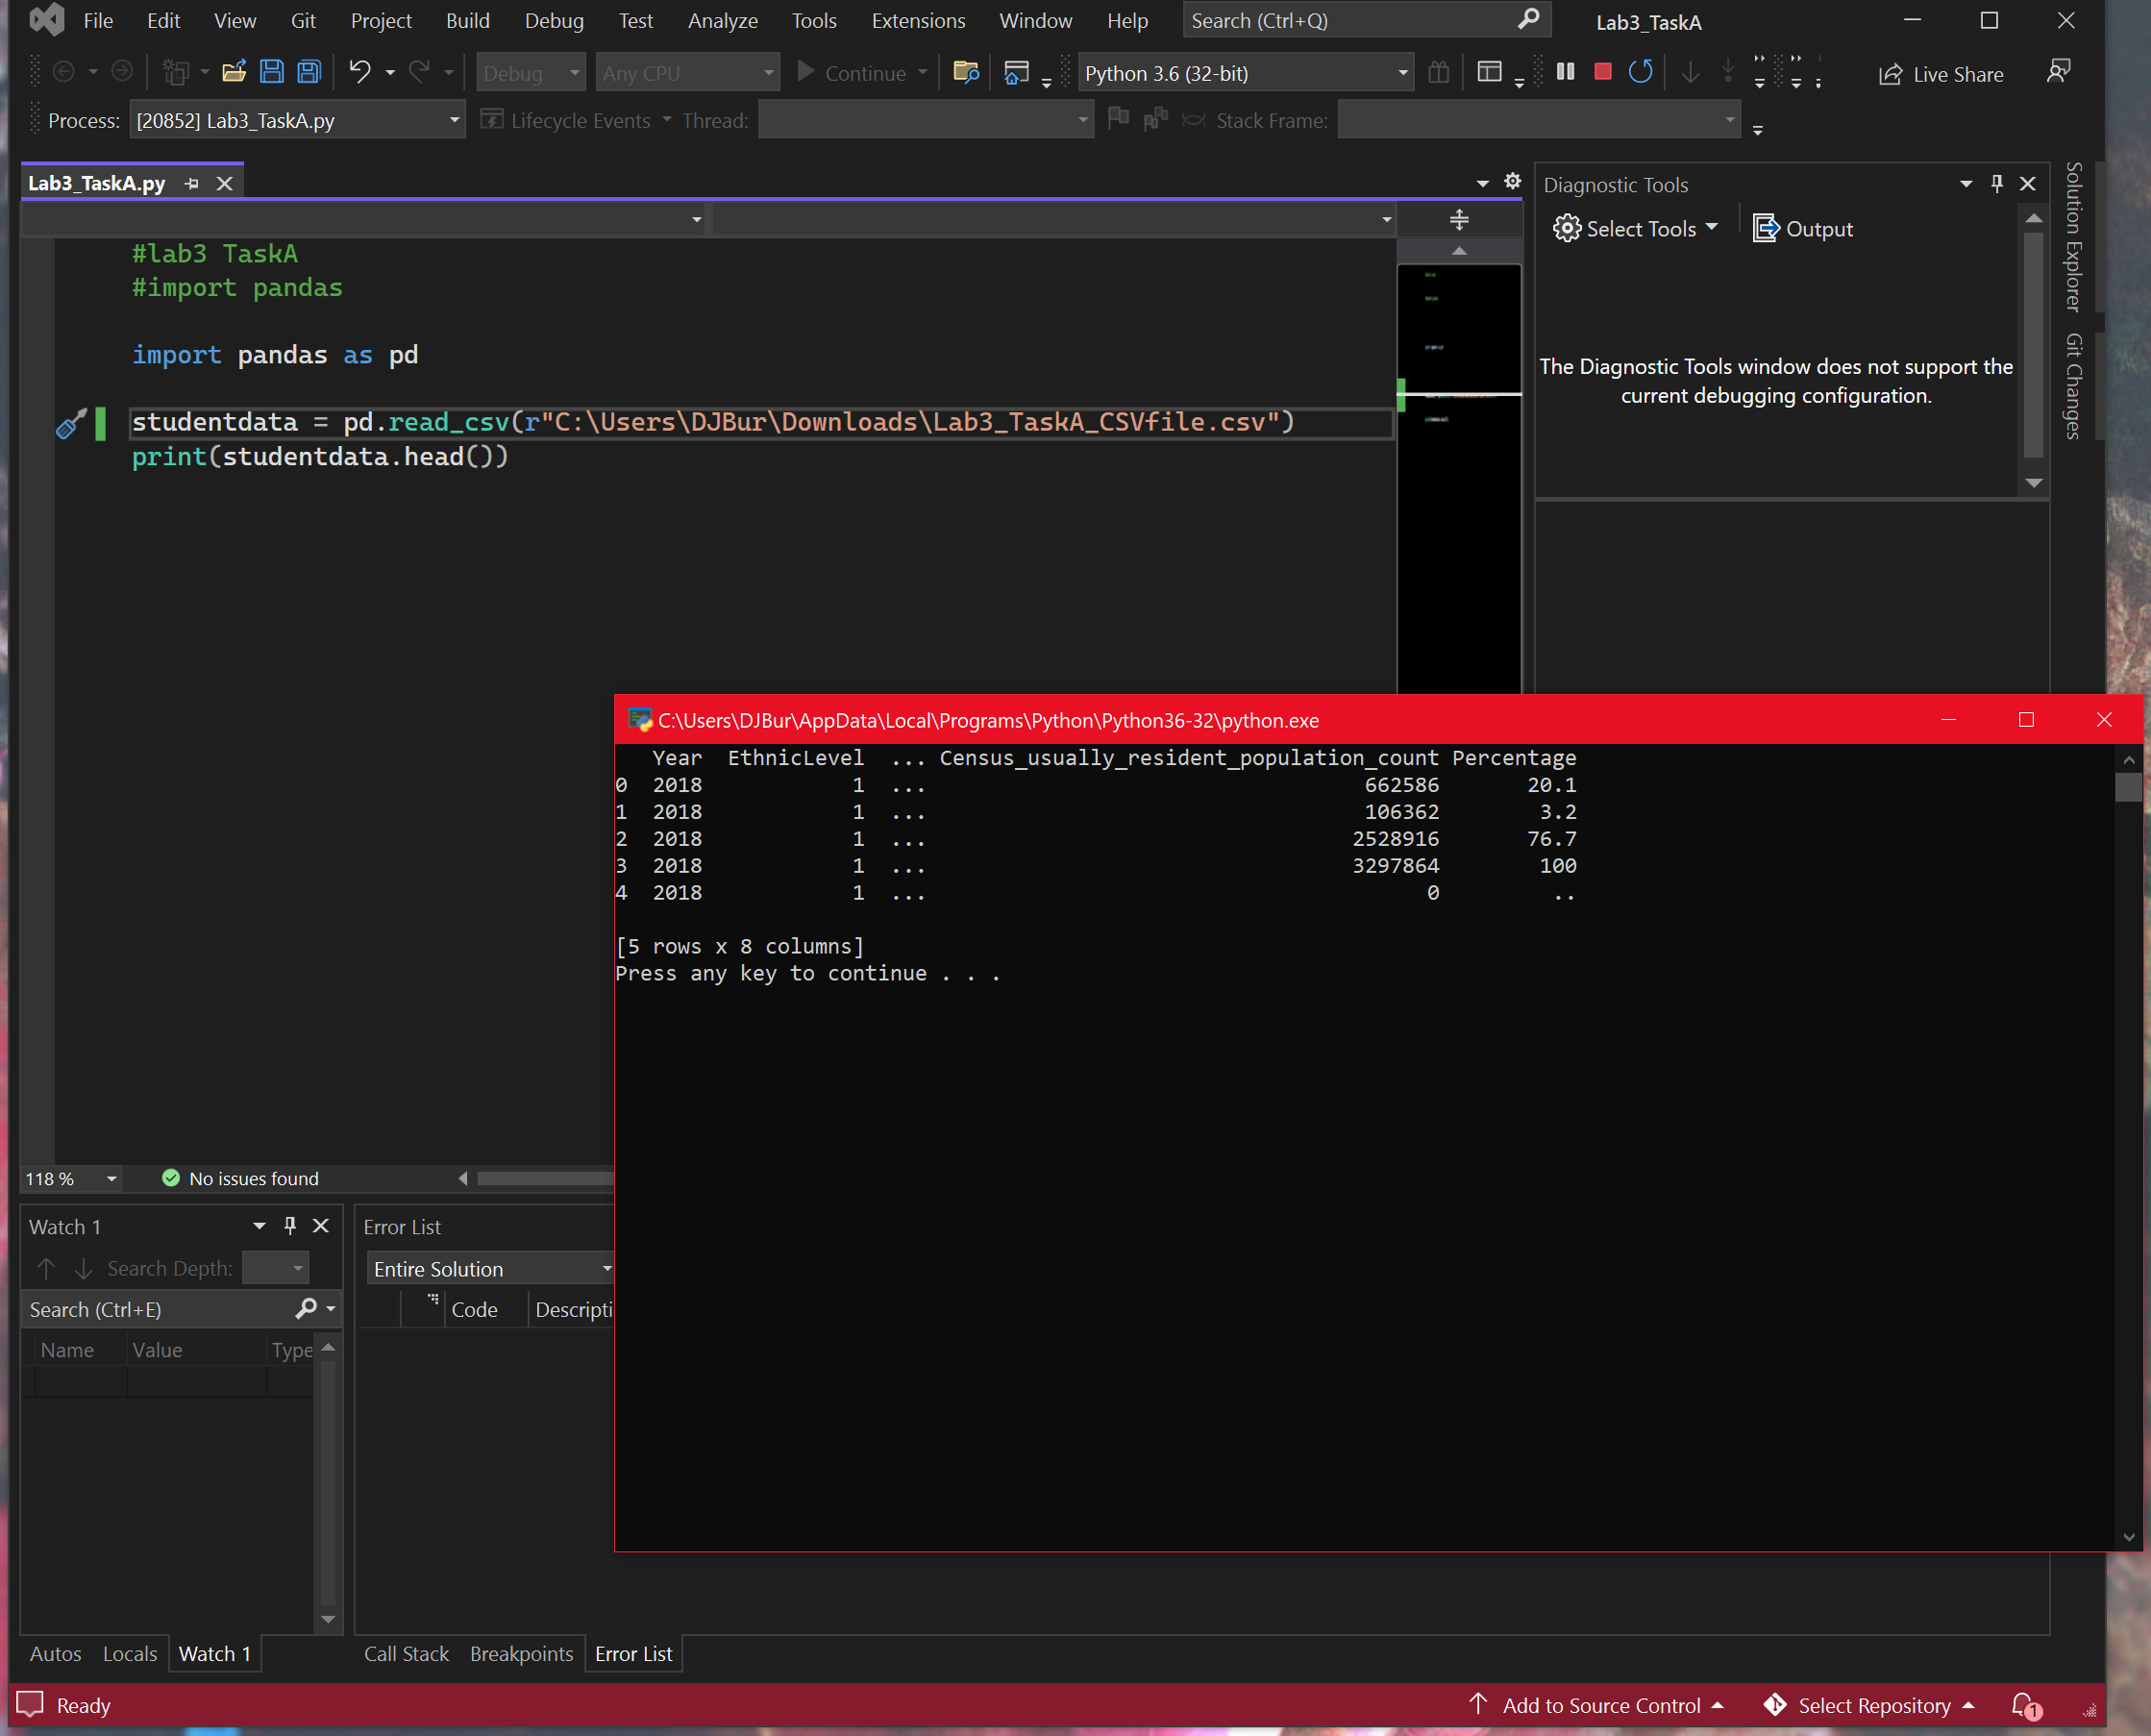 File Edit View Git Project Build Debug Test Analyze Tools Extensions Window Help Search (Ctrl+Q) Lab3_TaskA
Debug Any CPU Continue Python 3.6 (32-bit) Live Share
Process: [20852] Lab3_TaskA.py Lifecycle Events Thread: Stack Frame:
Lab3_TaskA.py
#lab3 TaskA
#import pandas
import pandas as pd
studentdata = pd.read_csv(r"C:\Users\DJBur\Downloads\Lab3_TaskA_CSVfile.csv")
print(studentdata.head())
Diagnostic Tools
Select Tools Output
The Diagnostic Tools window does not support the
current debugging configuration.
Solution Explorer
Git Changes
C:\Users\DJBur\AppData\Local\Programs\Python\Python36-32\python.exe
Year EthnicLevel ... Census_usually_resident_population_count Percentage
0 2018 1 ... 662586 20.1
1 2018 1 ... 106362 3.2
2 2018 1 ... 2528916 76.7
3 2018 1 ... 3297864 100
4 2018 1 ... 0 ..
[5 rows x 8 columns]
Press any key to continue . . .
118 % No issues found
Watch 1
Search Depth:
Search (Ctrl+E)
Name Value Type
Autos Locals Watch 1
Error List
Entire Solution
Code Descripti
Call Stack Breakpoints Error List
Ready Add to Source Control Select Repository 1